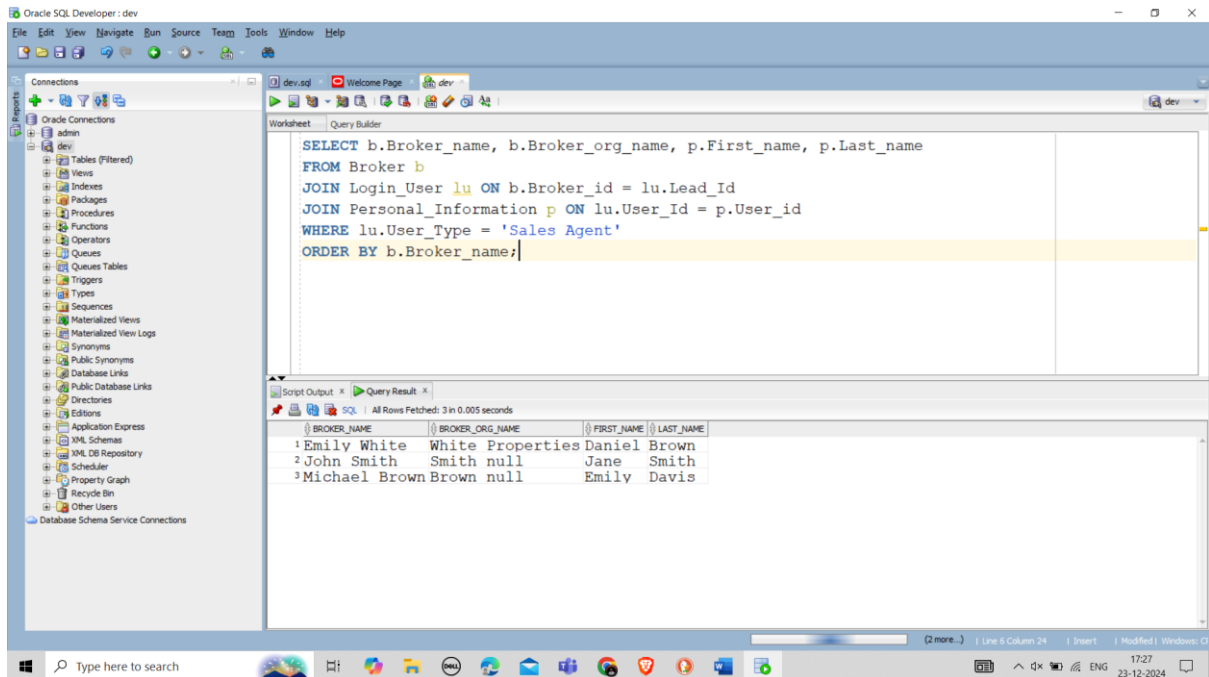 Oracle SQL Developer : dev
File Edit View Navigate Run Source Team Tools Window Help
Connections
dev.sql Welcome Page dev
Reports
dev
Oracle Connections
admin
dev
Tables (Filtered)
Views
Indexes
Packages
Procedures
Functions
Operators
Queues
Queues Tables
Triggers
Types
Sequences
Materialized Views
Materialized View Logs
Synonyms
Public Synonyms
Database Links
Public Database Links
Directories
Editions
Application Express
XML Schemas
XML DB Repository
Scheduler
Property Graph
Recycle Bin
Other Users
Database Schema Service Connections
Worksheet Query Builder
SELECT b.Broker_name, b.Broker_org_name, p.First_name, p.Last_name
FROM Broker b
JOIN Login_User lu ON b.Broker_id = lu.Lead_Id
JOIN Personal_Information p ON lu.User_Id = p.User_id
WHERE lu.User_Type = 'Sales Agent'
ORDER BY b.Broker_name;
Script Output Query Result
SQL | All Rows Fetched: 3 in 0.005 seconds
BROKER_NAME BROKER_ORG_NAME FIRST_NAME LAST_NAME
1 Emily White White Properties Daniel Brown
2 John Smith Smith null Jane Smith
3 Michael Brown Brown null Emily Davis
(2 more...) | Line 6 Column 24 | Insert | Modified | Windows: C
Type here to search
DELL
ENG
17:27
23-12-2024